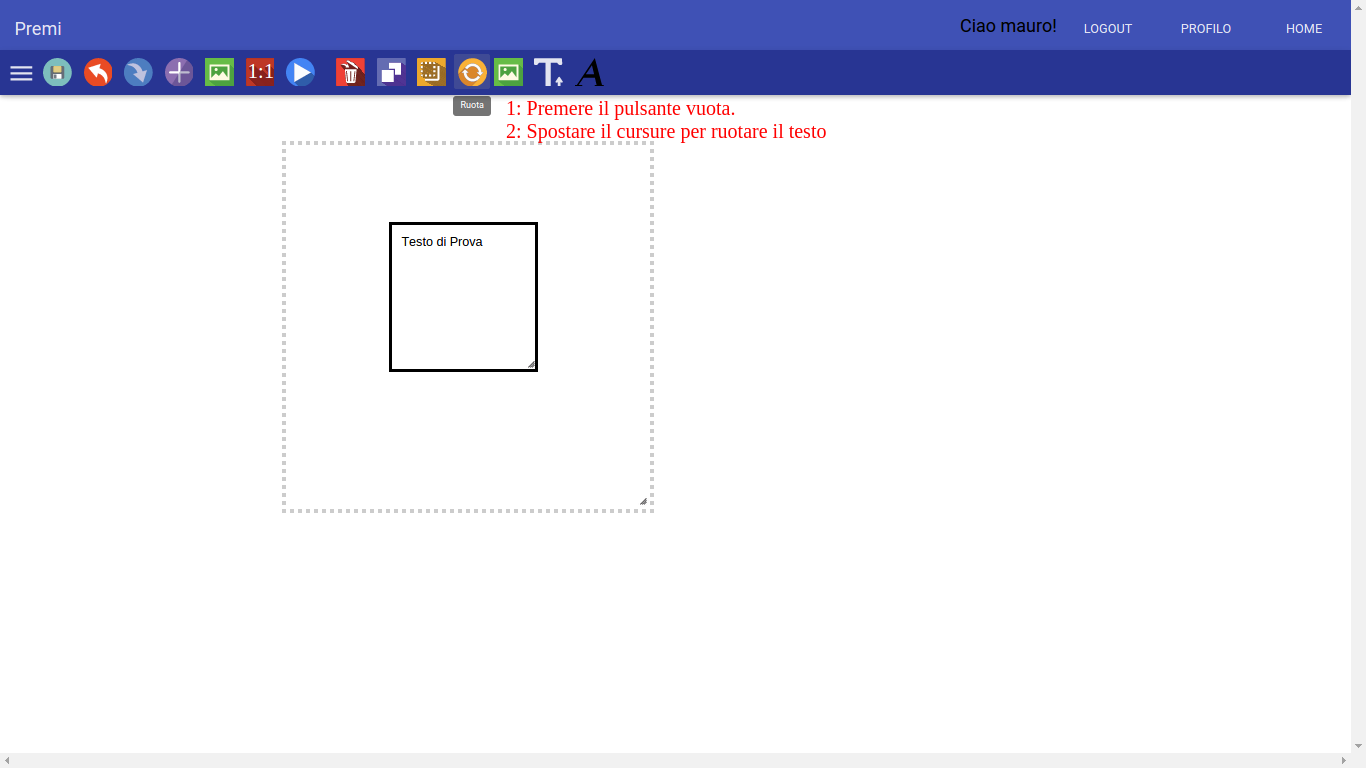 Premi
Ciao mauro!
LOGOUT
PROFILO
HOME
1:1
Ruota
1: Premere il pulsante vuota.
2: Spostare il cursure per ruotare il testo
Testo di Prova